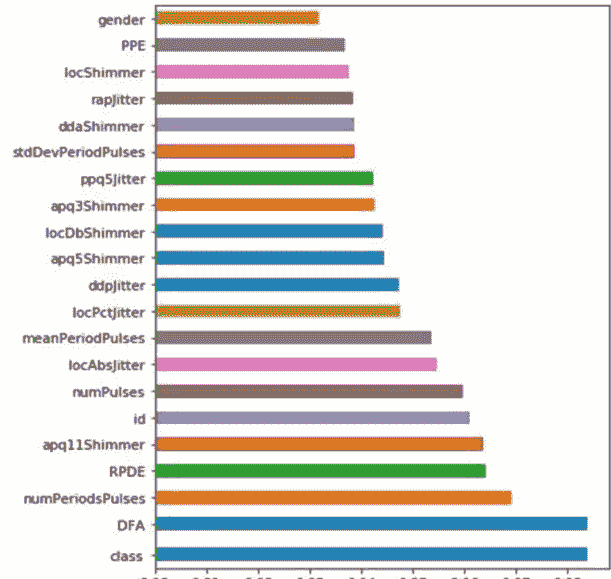 gender
PPE
locShimmer
rapJitter
ddaShimmer
stdDevPeriodPulses
ppq5Jitter
apq3Shimmer
locDbShimmer
apq5Shimmer
ddpJitter
locPctJitter
meanPeriodPulses
locAbsJitter
numPulses
id
apq11Shimmer
RPDE
numPeriodsPulses
DFA
class